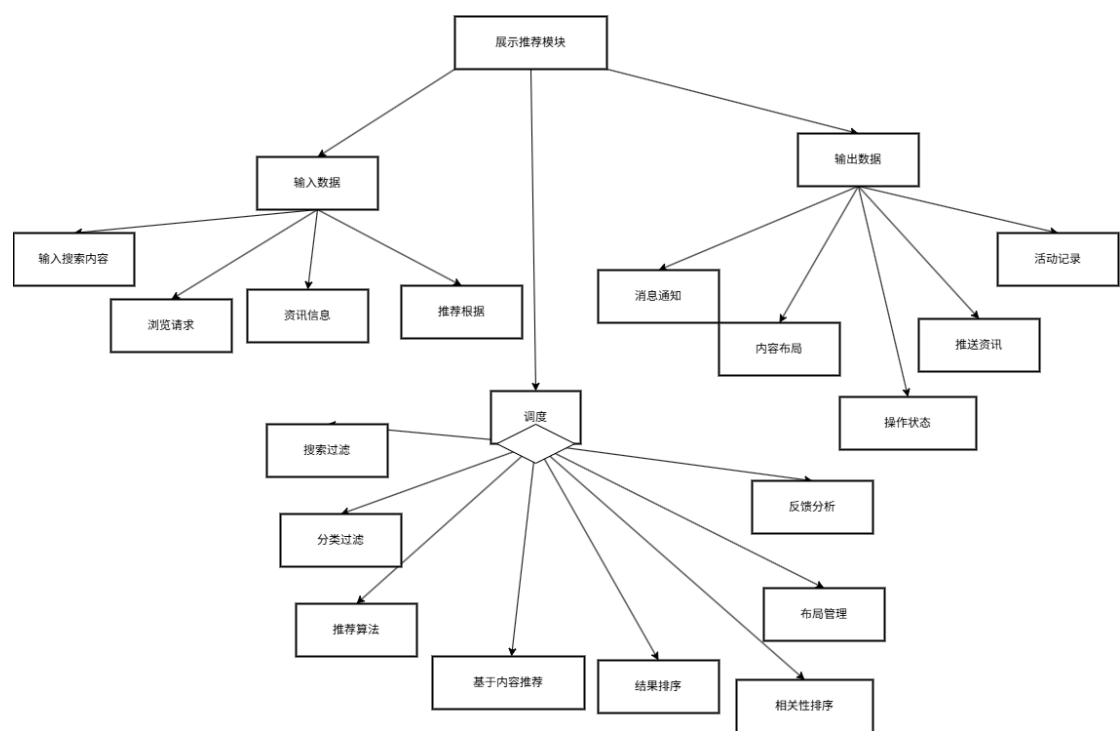 展示推荐模块
输入数据
输出数据
输入搜索内容
浏览请求
资讯信息
推荐根据
消息通知
内容布局
操作状态
推送资讯
活动记录
调度
搜索过滤
分类过滤
推荐算法
基于内容推荐
结果排序
相关性排序
布局管理
反馈分析